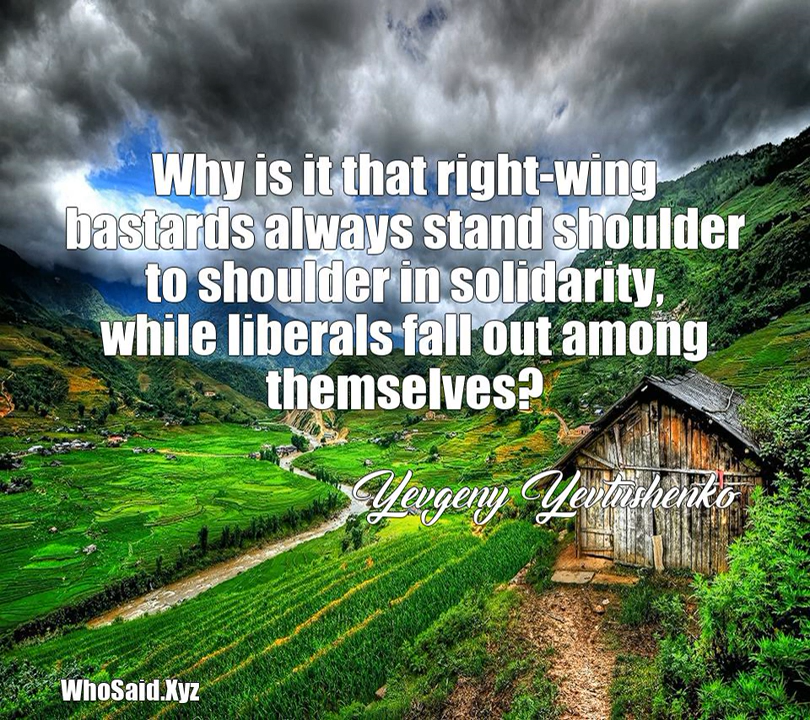 Why is it that right-wing
bastards always stand shoulder
to shoulder in solidarity,
while liberals fall out among
themselves?
Yevgeny Yevtushenko
WhoSaid.Xyz